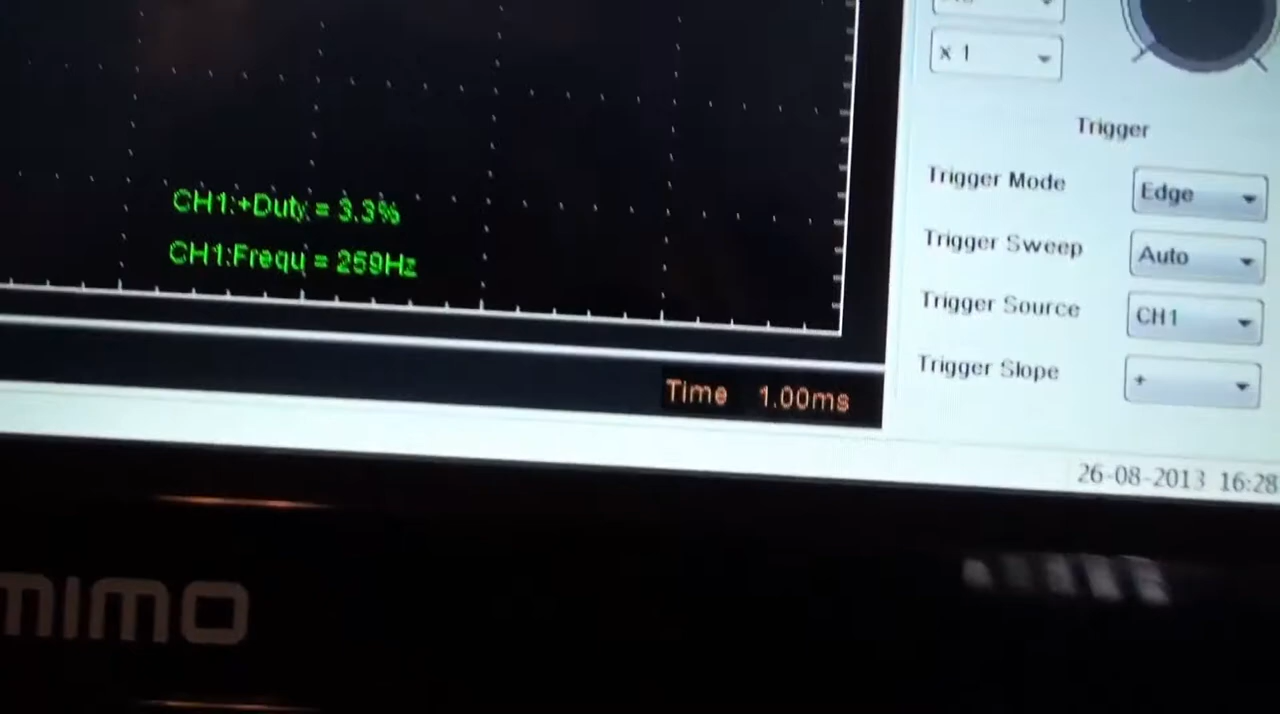 x 1
Trigger
Trigger Mode Edge
Trigger Sweep Auto
Trigger Source CH1
Trigger Slope +
CH1:+Duty = 3.3%
CH1:Frequ = 259Hz
Time 1.00ms
26-08-2013 16:28
mimo